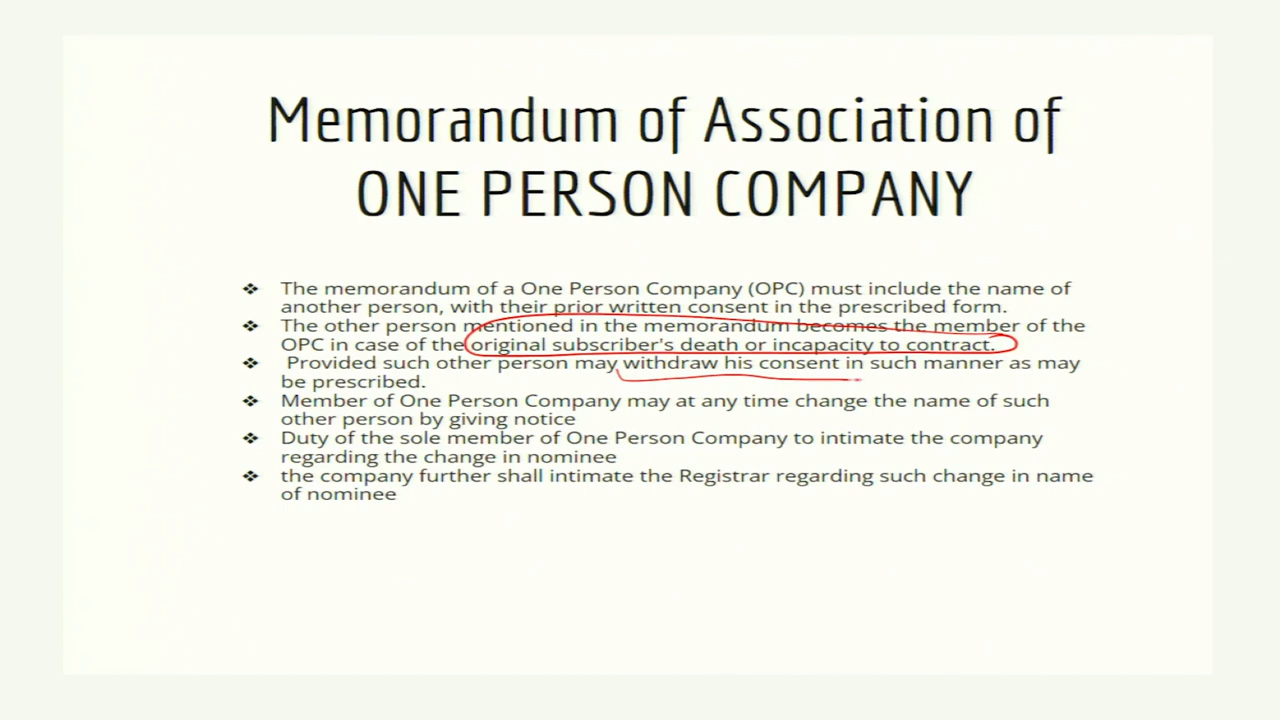 Memorandum of Association of
ONE PERSON COMPANY
❖ The memorandum of a One Person Company (OPC) must include the name of
another person, with their prior written consent in the prescribed form.
❖ The other person mentioned in the memorandum becomes the member of the
OPC in case of the original subscriber's death or incapacity to contract.
❖ Provided such other person may withdraw his consent in such manner as may
be prescribed.
❖ Member of One Person Company may at any time change the name of such
other person by giving notice
❖ Duty of the sole member of One Person Company to intimate the company
regarding the change in nominee
❖ the company further shall intimate the Registrar regarding such change in name
of nominee